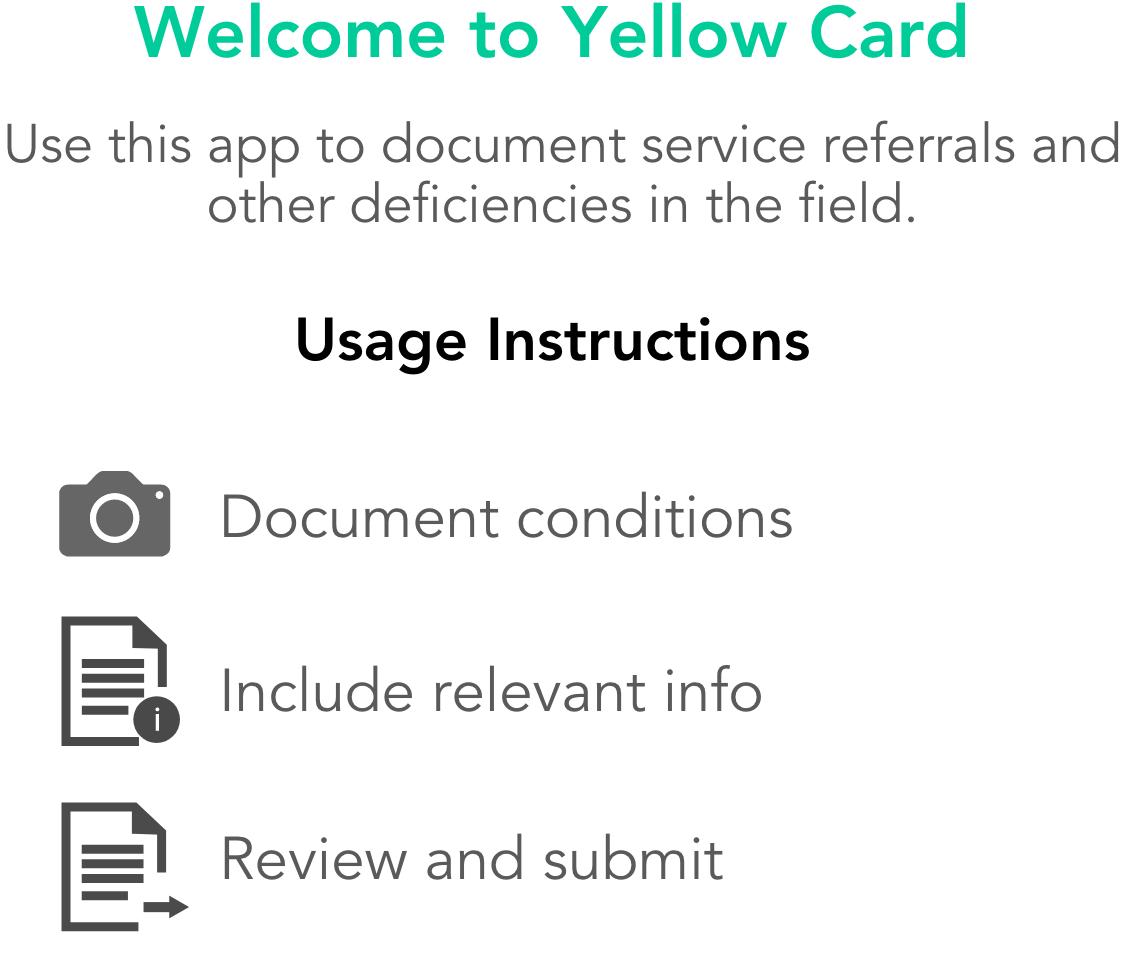 Welcome to Yellow Card
Use this app to document service referrals and
other deficiencies in the field.
Usage Instructions
Document conditions
i
Include relevant info
Review and submit